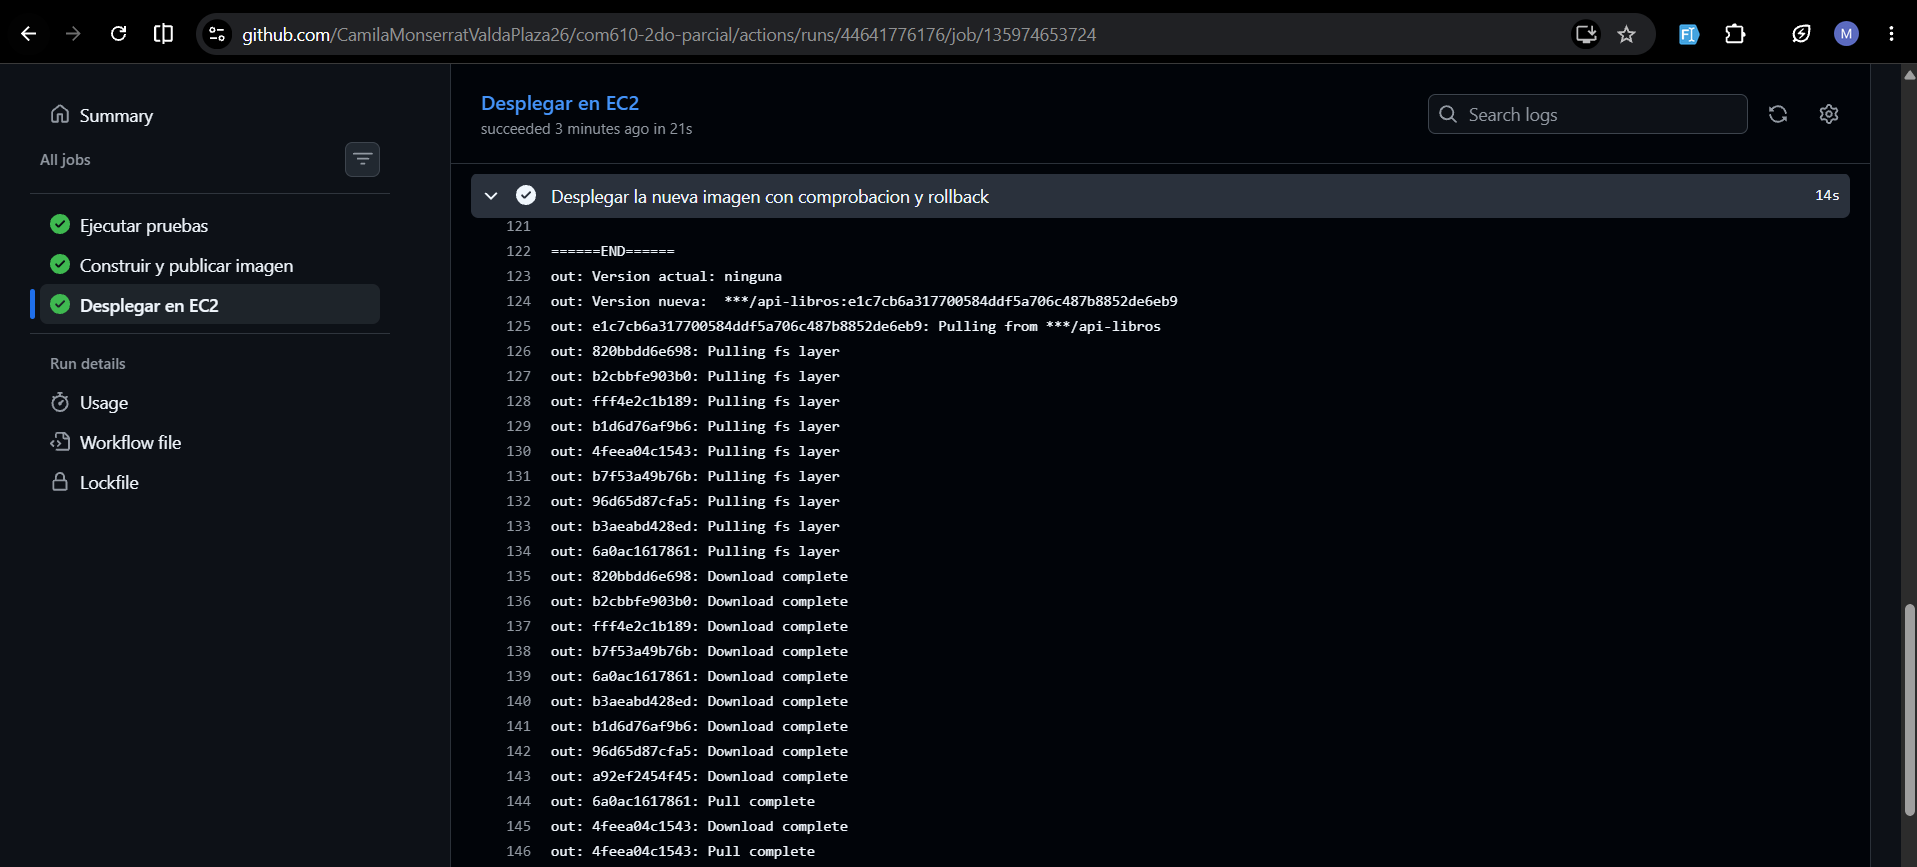 github.com/CamilaMonserratValdaPlaza26/com610-2do-parcial/actions/runs/44641776176/job/135974653724
M
Summary
All jobs
Ejecutar pruebas
Construir y publicar imagen
Desplegar en EC2
Run details
Usage
Workflow file
Lockfile
Desplegar en EC2
succeeded 3 minutes ago in 21s
Search logs
Desplegar la nueva imagen con comprobacion y rollback 14s
121
122 ======END======
123 out: Version actual: ninguna
124 out: Version nueva:  ***/api-libros:e1c7cb6a317700584ddf5a706c487b8852de6eb9
125 out: e1c7cb6a317700584ddf5a706c487b8852de6eb9: Pulling from ***/api-libros
126 out: 820bbdd6e698: Pulling fs layer
127 out: b2cbbfe903b0: Pulling fs layer
128 out: fff4e2c1b189: Pulling fs layer
129 out: b1d6d76af9b6: Pulling fs layer
130 out: 4feea04c1543: Pulling fs layer
131 out: b7f53a49b76b: Pulling fs layer
132 out: 96d65d87cfa5: Pulling fs layer
133 out: b3aeabd428ed: Pulling fs layer
134 out: 6a0ac1617861: Pulling fs layer
135 out: 820bbdd6e698: Download complete
136 out: b2cbbfe903b0: Download complete
137 out: fff4e2c1b189: Download complete
138 out: b7f53a49b76b: Download complete
139 out: 6a0ac1617861: Download complete
140 out: b3aeabd428ed: Download complete
141 out: b1d6d76af9b6: Download complete
142 out: 96d65d87cfa5: Download complete
143 out: a92ef2454f45: Download complete
144 out: 6a0ac1617861: Pull complete
145 out: 4feea04c1543: Download complete
146 out: 4feea04c1543: Pull complete